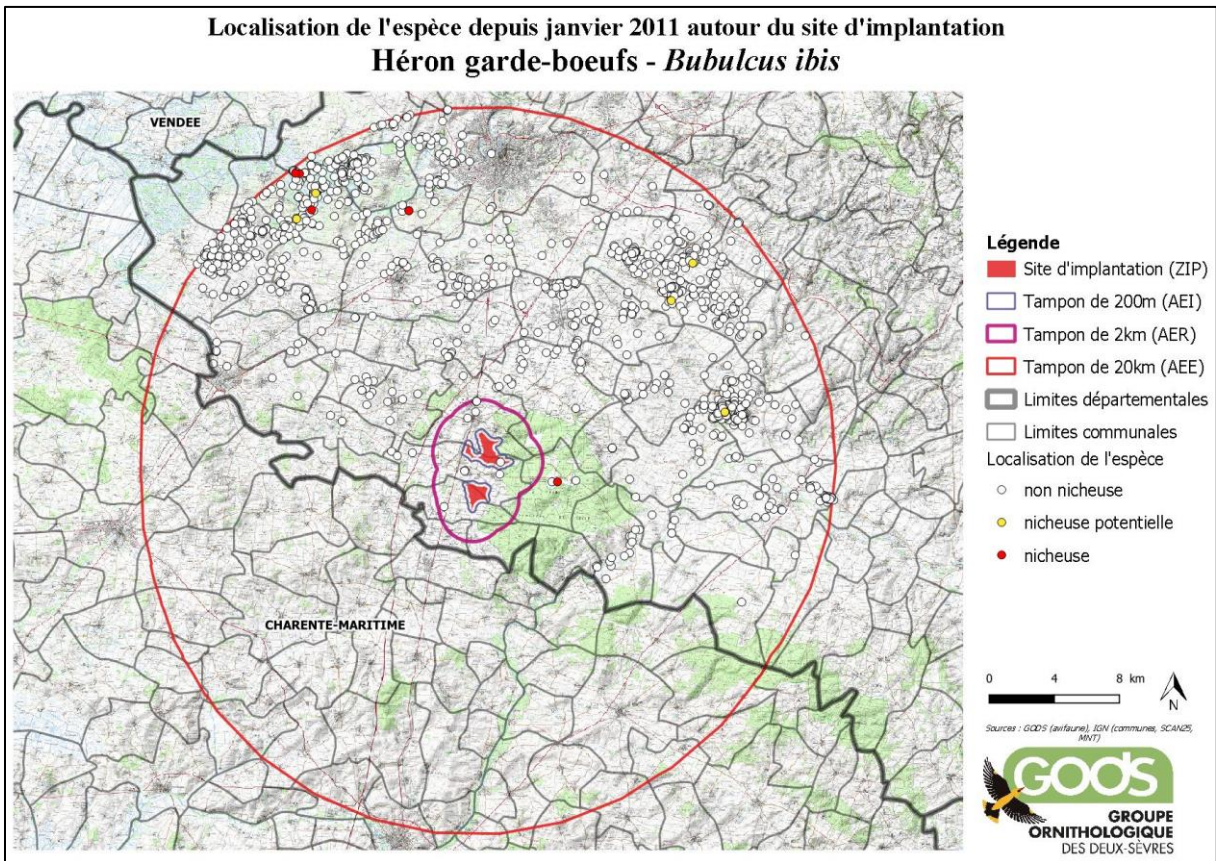 Localisation de l'espèce depuis janvier 2011 autour du site d'implantation
Héron garde-boeufs - Bubulcus ibis
VENDEE
CHARENTE-MARITIME
Légende
Site d'implantation (ZIP)
Tampon de 200m (AEI)
Tampon de 2km (AER)
Tampon de 20km (AEE)
Limites départementales
Limites communales
Localisation de l'espèce
non nicheuse
nicheuse potentielle
nicheuse
0 4 8 km
N
Sources : GODS (avifaune), IGN (communes, SCAN25,
MNT)
GODS
GROUPE
ORNITHOLOGIQUE
DES DEUX-SÈVRES